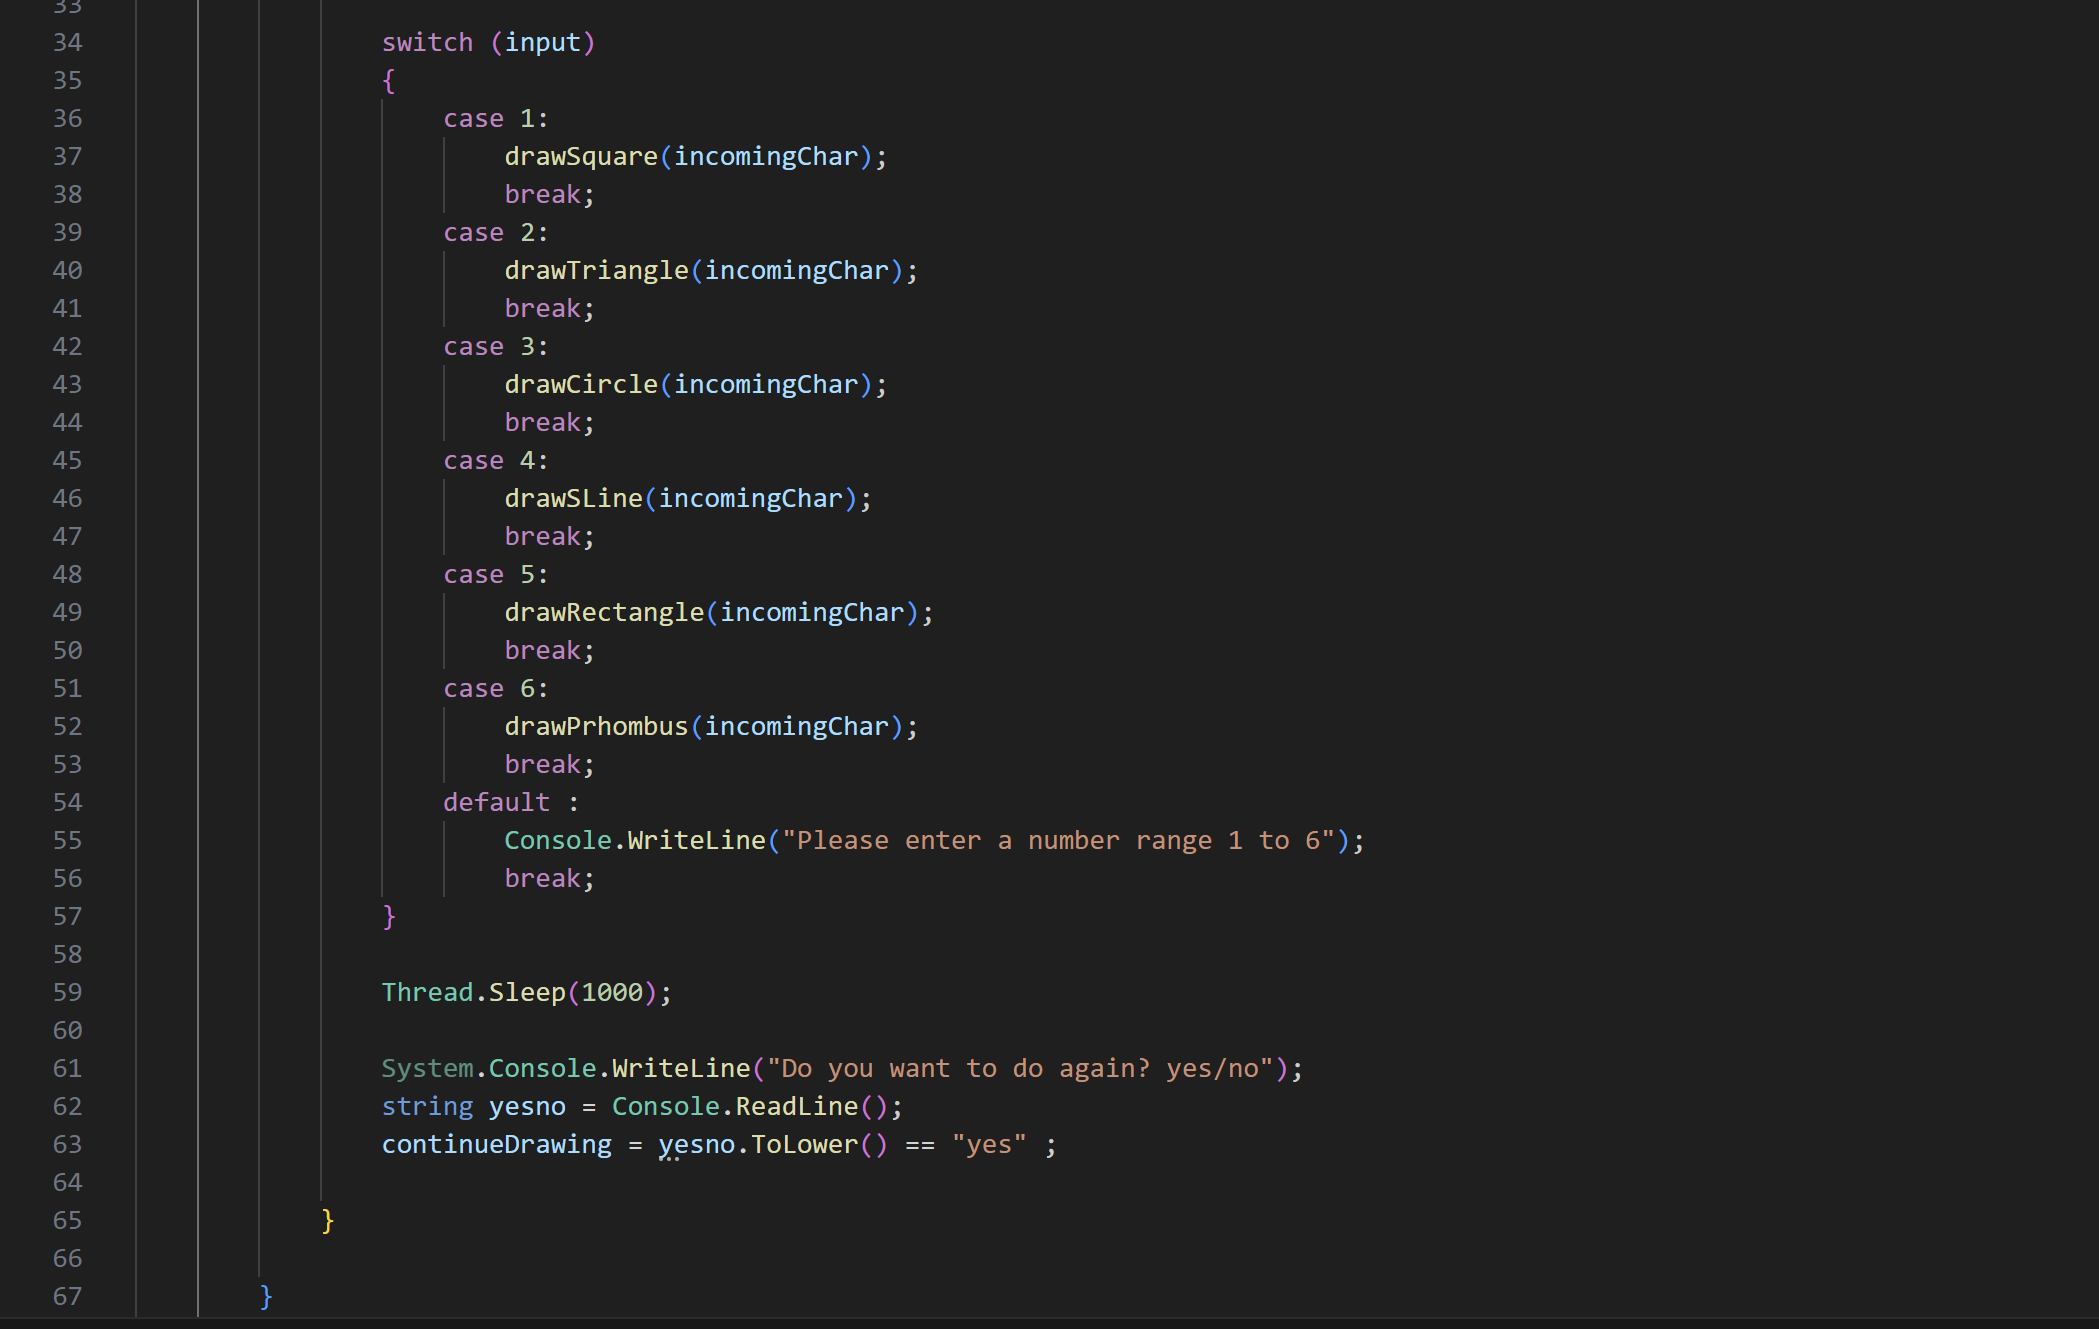 33
34 switch (input)
35 {
36 case 1:
37 drawSquare(incomingChar);
38 break;
39 case 2:
40 drawTriangle(incomingChar);
41 break;
42 case 3:
43 drawCircle(incomingChar);
44 break;
45 case 4:
46 drawSLine(incomingChar);
47 break;
48 case 5:
49 drawRectangle(incomingChar);
50 break;
51 case 6:
52 drawPrhombus(incomingChar);
53 break;
54 default :
55 Console.WriteLine("Please enter a number range 1 to 6");
56 break;
57 }
58
59 Thread.Sleep(1000);
60
61 System.Console.WriteLine("Do you want to do again? yes/no");
62 string yesno = Console.ReadLine();
63 continueDrawing = yesno.ToLower() == "yes" ;
64
65 }
66
67 }